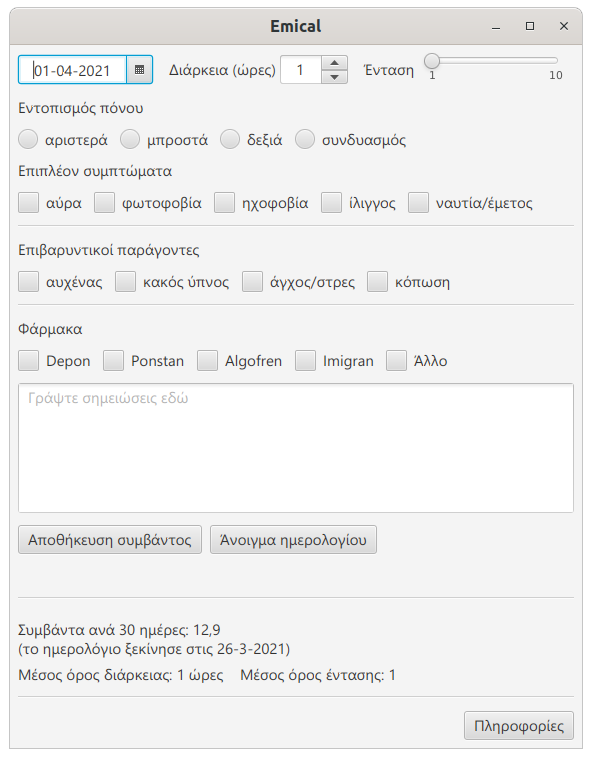 Emical
01-04-2021 Διάρκεια (ώρες) 1 Ένταση
1 10
Εντοπισμός πόνου
αριστερά μπροστά δεξιά συνδυασμός
Επιπλέον συμπτώματα
αύρα φωτοφοβία ηχοφοβία ίλιγγος ναυτία/έμετος
Επιβαρυντικοί παράγοντες
αυχένας κακός ύπνος άγχος/στρες κόπωση
Φάρμακα
Depon Ponstan Algofren Imigran Άλλο
Γράψτε σημειώσεις εδώ
Αποθήκευση συμβάντος Άνοιγμα ημερολογίου
Συμβάντα ανά 30 ημέρες: 12,9
(το ημερολόγιο ξεκίνησε στις 26-3-2021)
Μέσος όρος διάρκειας: 1 ώρες Μέσος όρος έντασης: 1
Πληροφορίες